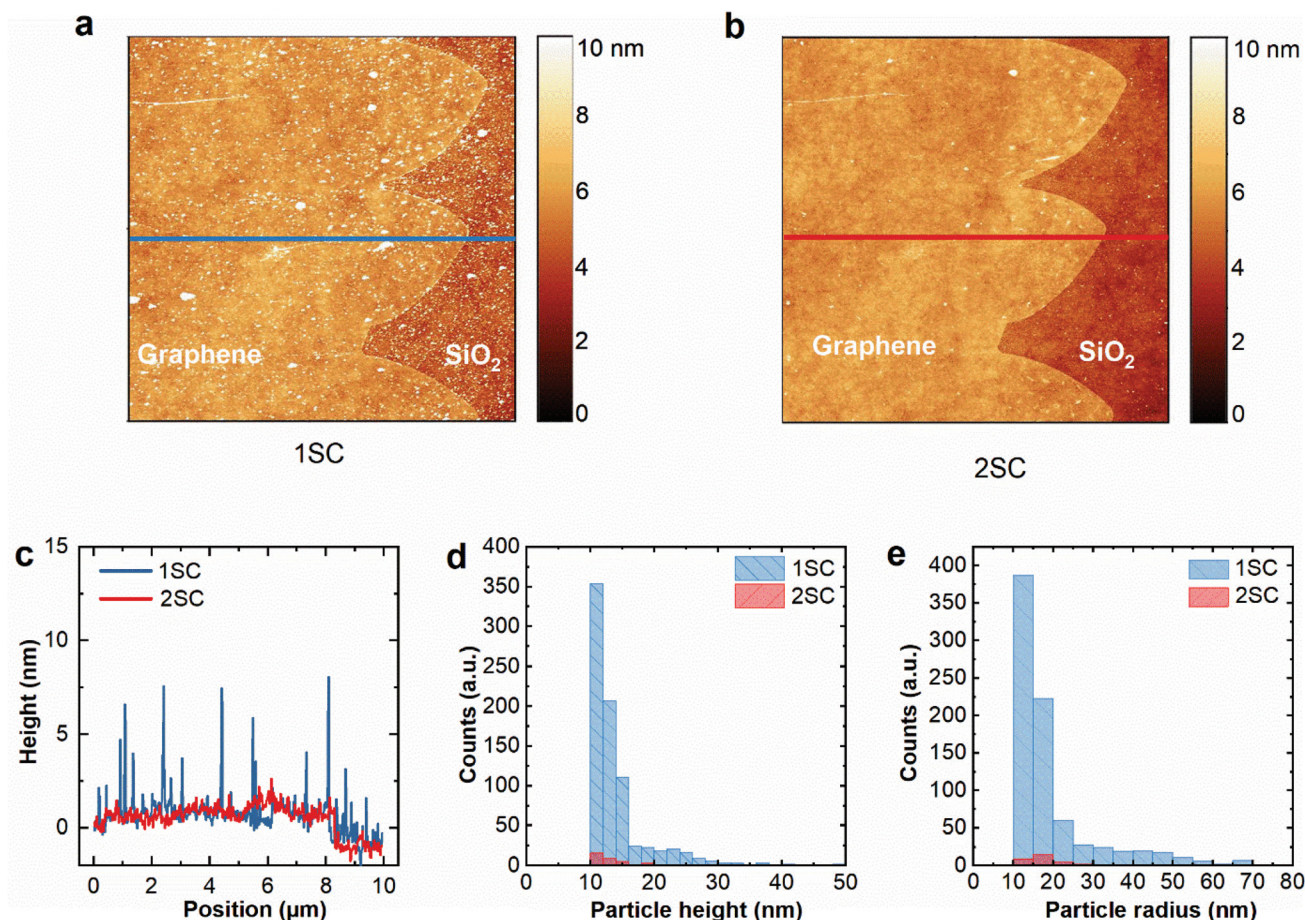 a
10 nm
8
6
4
2
0
Graphene
SiO₂
1SC
b
10 nm
8
6
4
2
0
Graphene
SiO₂
2SC
c
15
10
5
0
Height (nm)
1SC
2SC
0 2 4 6 8 10
Position (µm)
d
400
350
300
250
200
150
100
50
0
Counts (a.u.)
1SC
2SC
0 10 20 30 40 50
Particle height (nm)
e
400
350
300
250
200
150
100
50
0
Counts (a.u.)
1SC
2SC
0 10 20 30 40 50 60 70 80
Particle radius (nm)